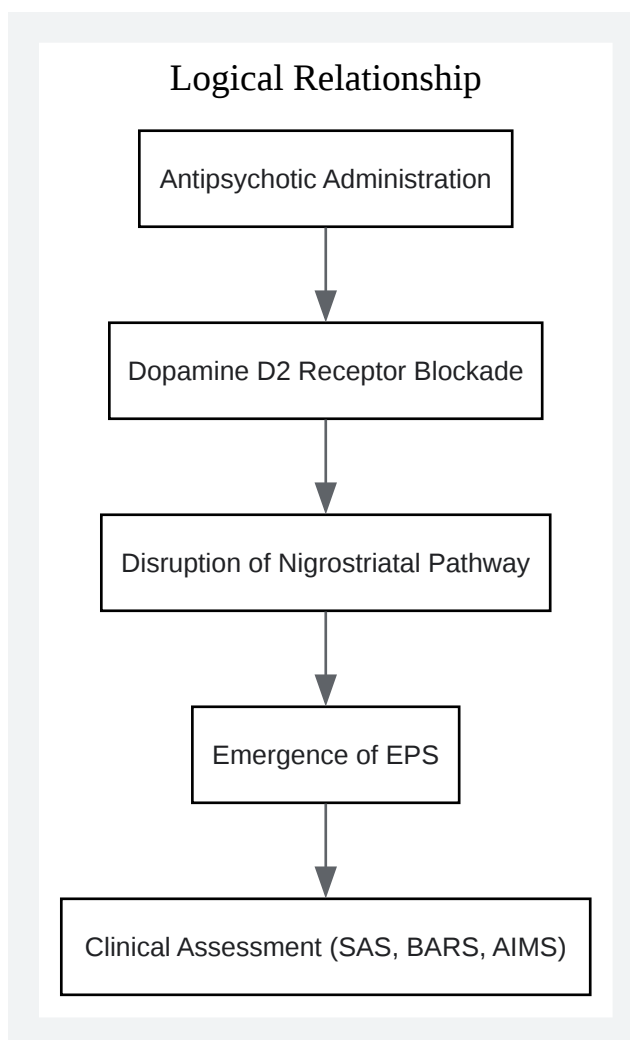 Logical Relationship
Antipsychotic Administration
Dopamine D2 Receptor Blockade
Disruption of Nigrostriatal Pathway
Emergence of EPS
Clinical Assessment (SAS, BARS, AIMS)